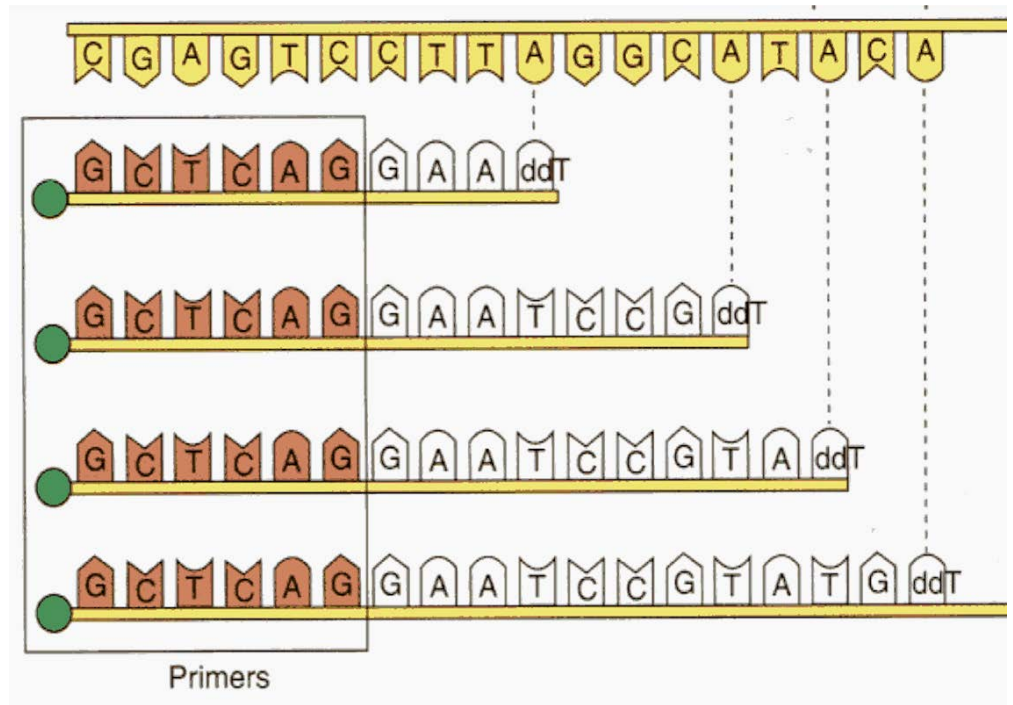 C G A G T C C T T A G G C A T A C A
G C T C A G G A A ddT
G C T C A G G A A T C C G ddT
G C T C A G G A A T C C G T A ddT
G C T C A G G A A T C C G T A T G ddT
Primers